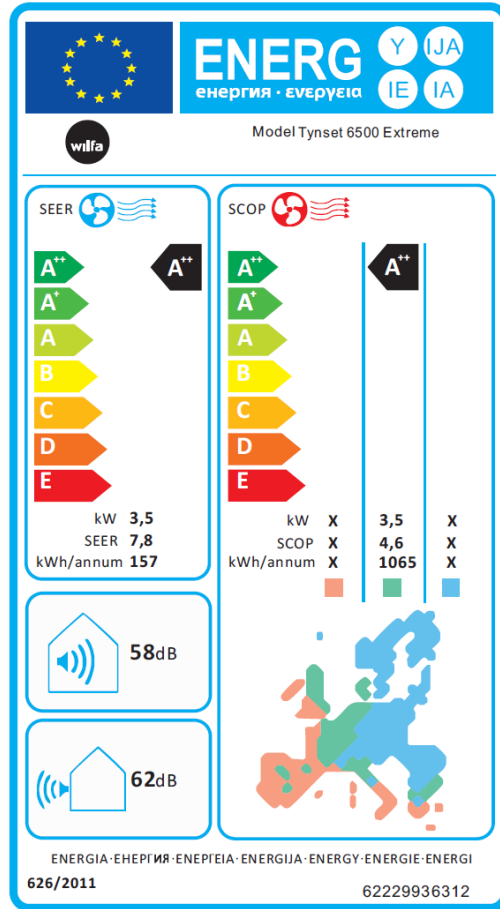 ENERG
енергия · ενεργεια
Y IJA
IE IA
wilfa
Model Tynset 6500 Extreme
SEER
A++
A+
A
B
C
D
E
A++
kW 3,5
SEER 7,8
kWh/annum 157
SCOP
A++
A+
A
B
C
D
E
A++
kW X 3,5 X
SCOP X 4,6 X
kWh/annum X 1065 X
58dB
62dB
ENERGIA·ЕНЕРГИЯ·ΕΝΕΡΓΕΙΑ·ENERGIJA·ENERGY·ENERGIE·ENERGI
626/2011
62229936312